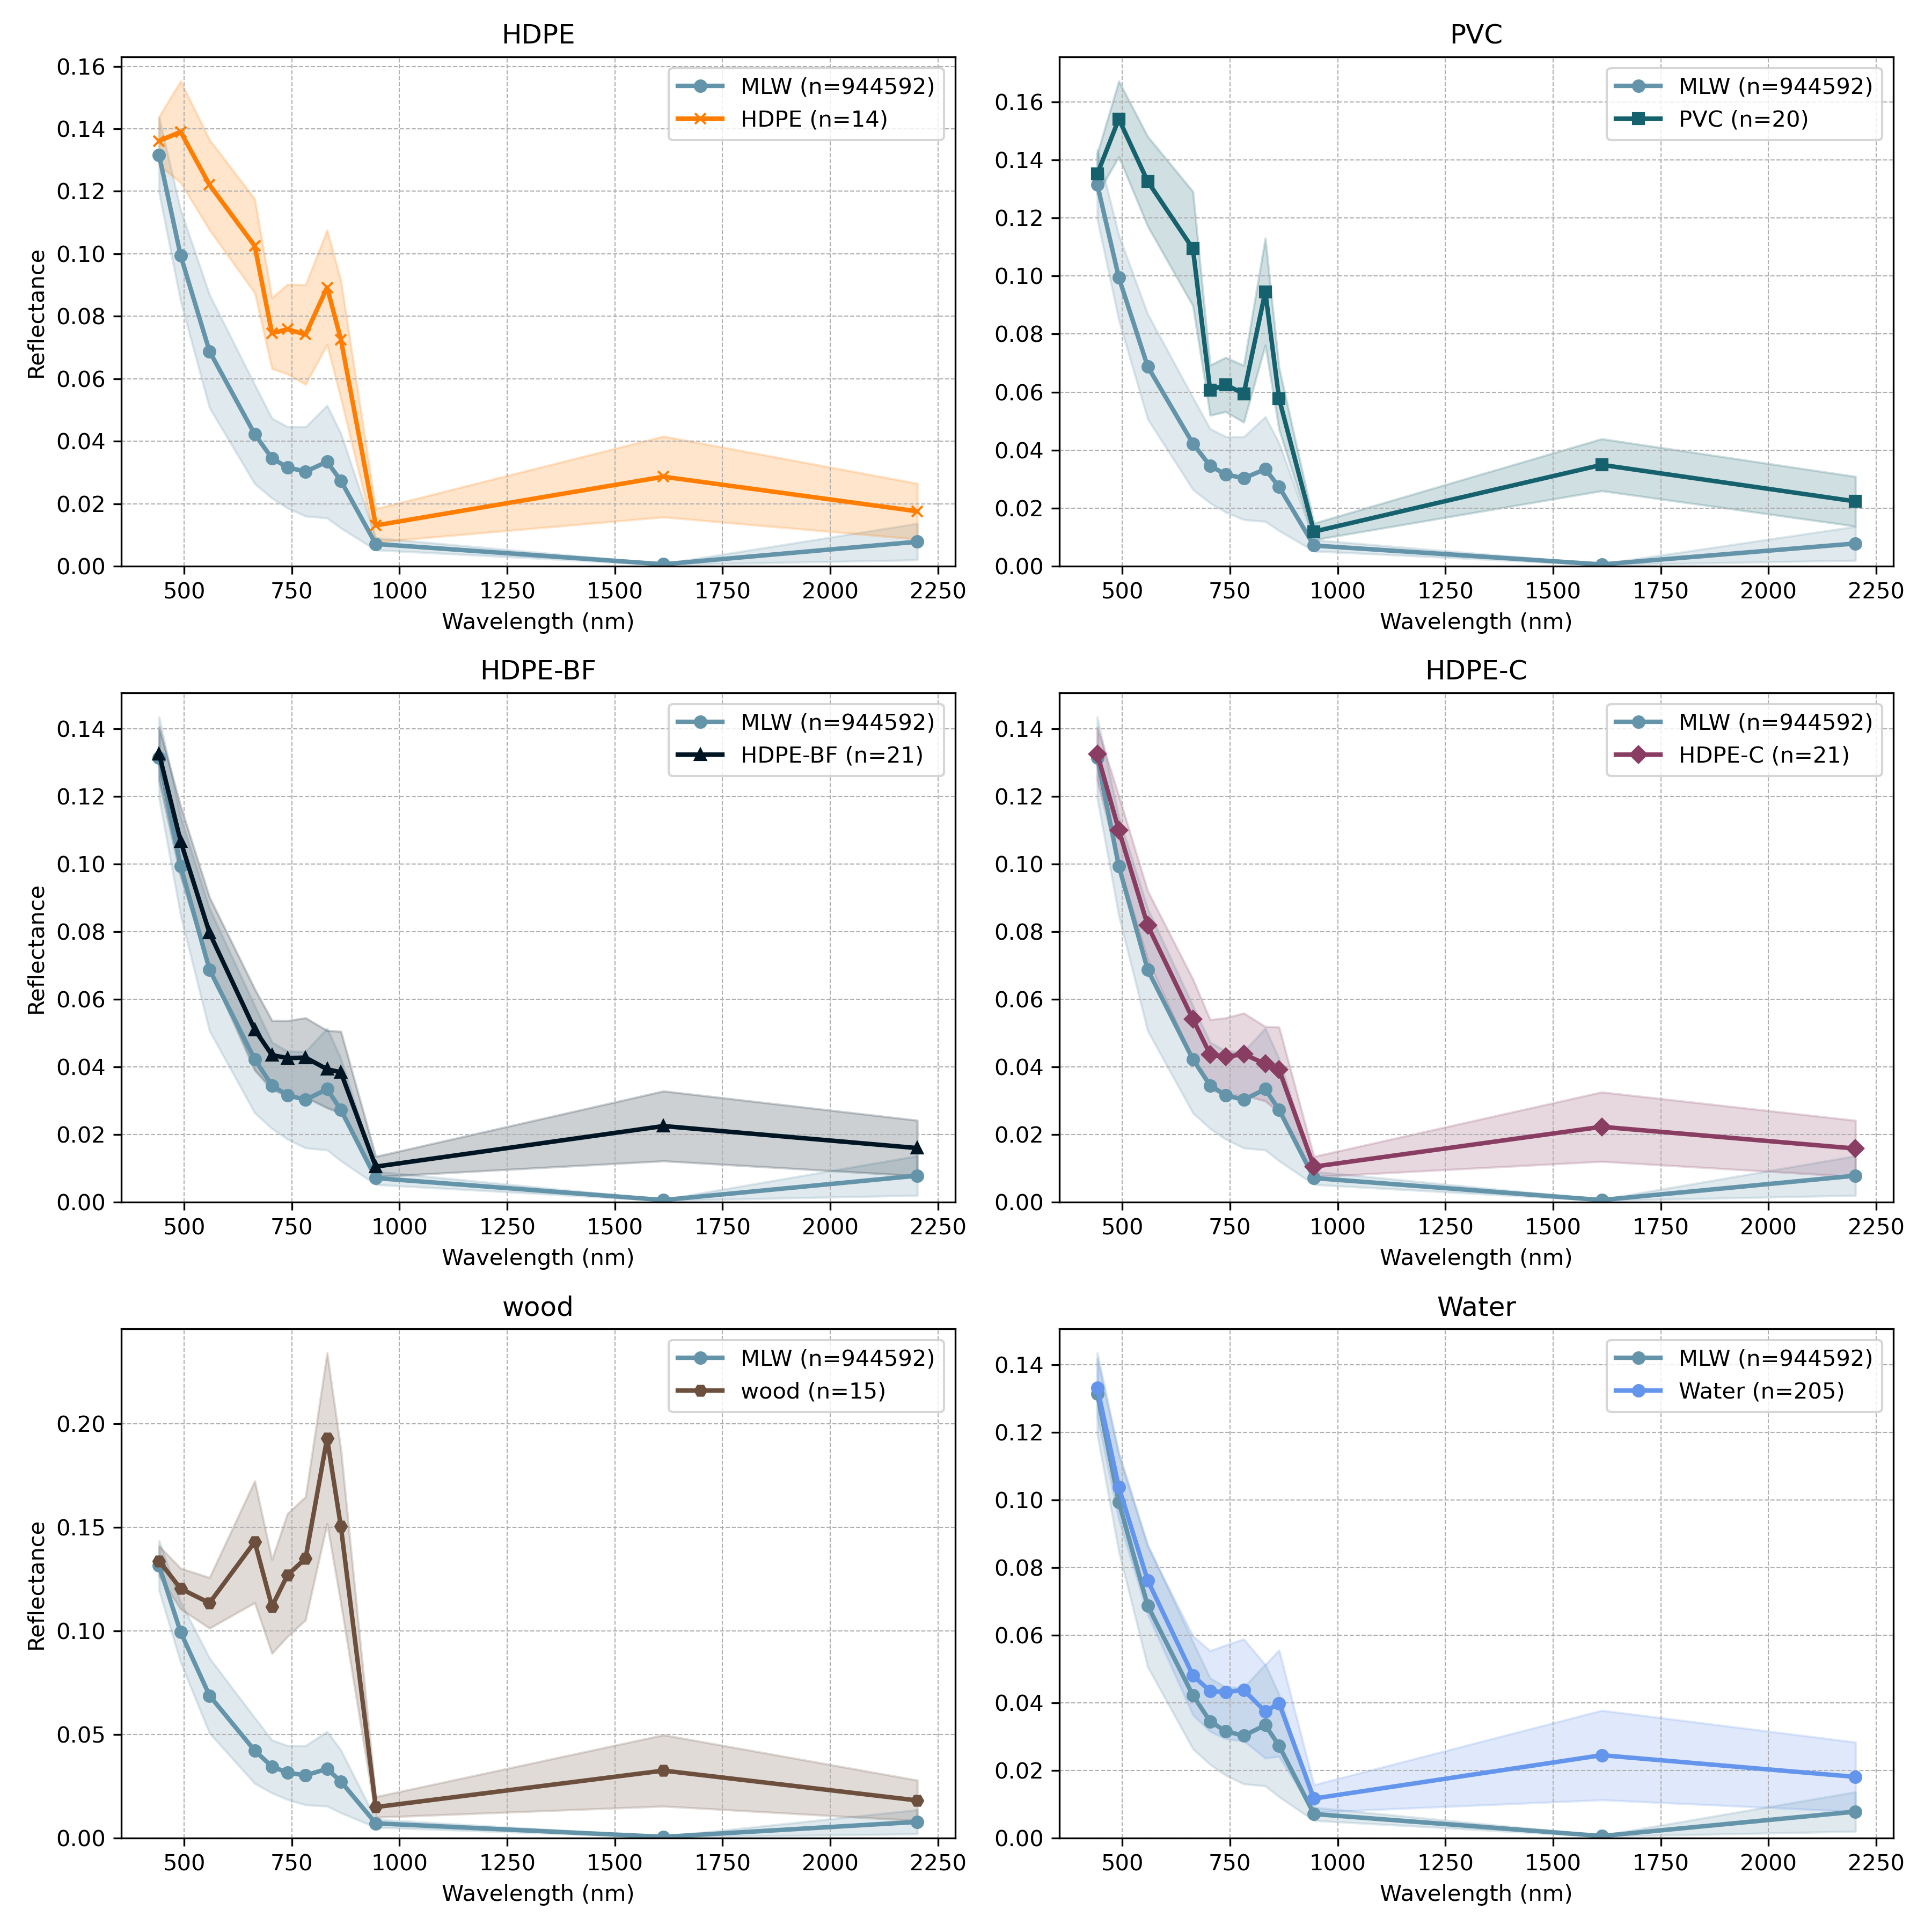 HDPE
0.16
0.14
0.12
0.10
0.08
0.06
0.04
0.02
0.00
Reflectance
MLW (n=944592)
HDPE (n=14)
500 750 1000 1250 1500 1750 2000 2250
Wavelength (nm)
PVC
0.16
0.14
0.12
0.10
0.08
0.06
0.04
0.02
0.00
MLW (n=944592)
PVC (n=20)
500 750 1000 1250 1500 1750 2000 2250
Wavelength (nm)
HDPE-BF
0.14
0.12
0.10
0.08
0.06
0.04
0.02
0.00
Reflectance
MLW (n=944592)
HDPE-BF (n=21)
500 750 1000 1250 1500 1750 2000 2250
Wavelength (nm)
HDPE-C
0.14
0.12
0.10
0.08
0.06
0.04
0.02
0.00
MLW (n=944592)
HDPE-C (n=21)
500 750 1000 1250 1500 1750 2000 2250
Wavelength (nm)
wood
0.20
0.15
0.10
0.05
0.00
Reflectance
MLW (n=944592)
wood (n=15)
500 750 1000 1250 1500 1750 2000 2250
Wavelength (nm)
Water
0.14
0.12
0.10
0.08
0.06
0.04
0.02
0.00
MLW (n=944592)
Water (n=205)
500 750 1000 1250 1500 1750 2000 2250
Wavelength (nm)